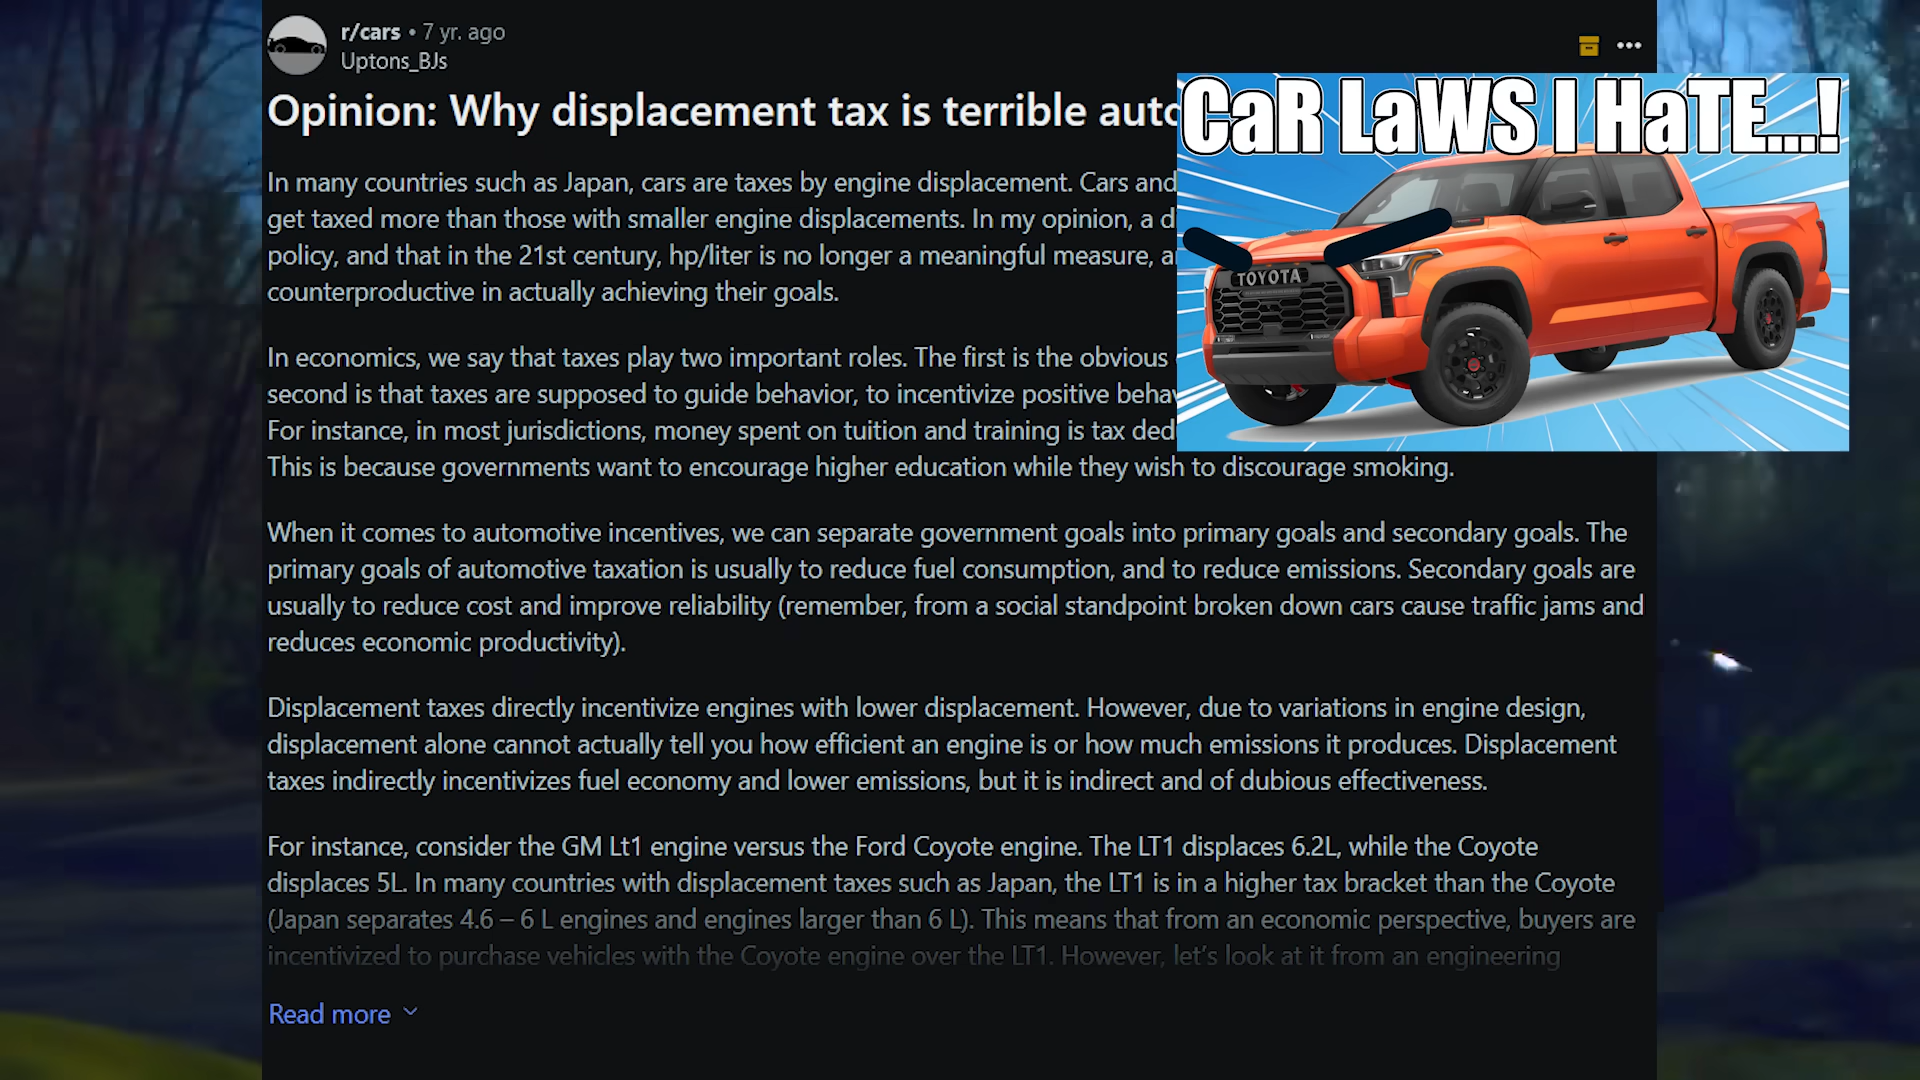 r/cars • 7 yr. ago
Uptons_BJs
Opinion: Why displacement tax is terrible auto
CaR LaWS I HaTE...!
In many countries such as Japan, cars are taxes by engine displacement. Cars and
get taxed more than those with smaller engine displacements. In my opinion, a d
policy, and that in the 21st century, hp/liter is no longer a meaningful measure, a
counterproductive in actually achieving their goals.
TOYOTA
In economics, we say that taxes play two important roles. The first is the obvious
second is that taxes are supposed to guide behavior, to incentivize positive behav
For instance, in most jurisdictions, money spent on tuition and training is tax ded
This is because governments want to encourage higher education while they wish to discourage smoking.
When it comes to automotive incentives, we can separate government goals into primary goals and secondary goals. The
primary goals of automotive taxation is usually to reduce fuel consumption, and to reduce emissions. Secondary goals are
usually to reduce cost and improve reliability (remember, from a social standpoint broken down cars cause traffic jams and
reduces economic productivity).
Displacement taxes directly incentivize engines with lower displacement. However, due to variations in engine design,
displacement alone cannot actually tell you how efficient an engine is or how much emissions it produces. Displacement
taxes indirectly incentivizes fuel economy and lower emissions, but it is indirect and of dubious effectiveness.
For instance, consider the GM Lt1 engine versus the Ford Coyote engine. The LT1 displaces 6.2L, while the Coyote
displaces 5L. In many countries with displacement taxes such as Japan, the LT1 is in a higher tax bracket than the Coyote
(Japan separates 4.6 – 6 L engines and engines larger than 6 L). This means that from an economic perspective, buyers are
incentivized to purchase vehicles with the Coyote engine over the LT1. However, let's look at it from an engineering
Read more